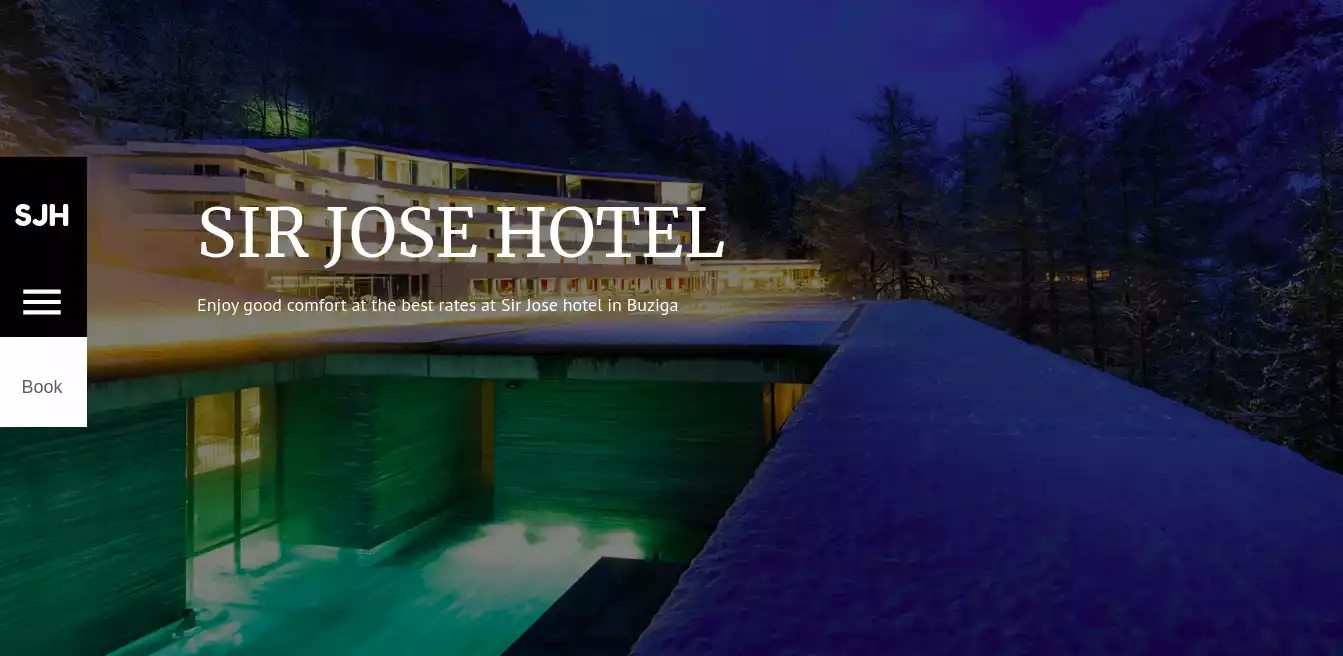 SJH
SIR JOSE HOTEL
Enjoy good comfort at the best rates at Sir Jose hotel in Buziga
Book